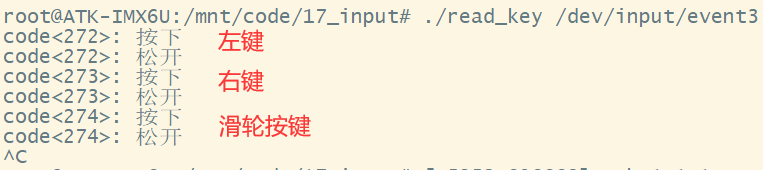 root@ATK-IMX6U:/mnt/code/17_input# ./read_key /dev/input/event3
code<272>: 按下 左键
code<272>: 松开
code<273>: 按下 右键
code<273>: 松开
code<274>: 按下 滑轮按键
code<274>: 松开
^C